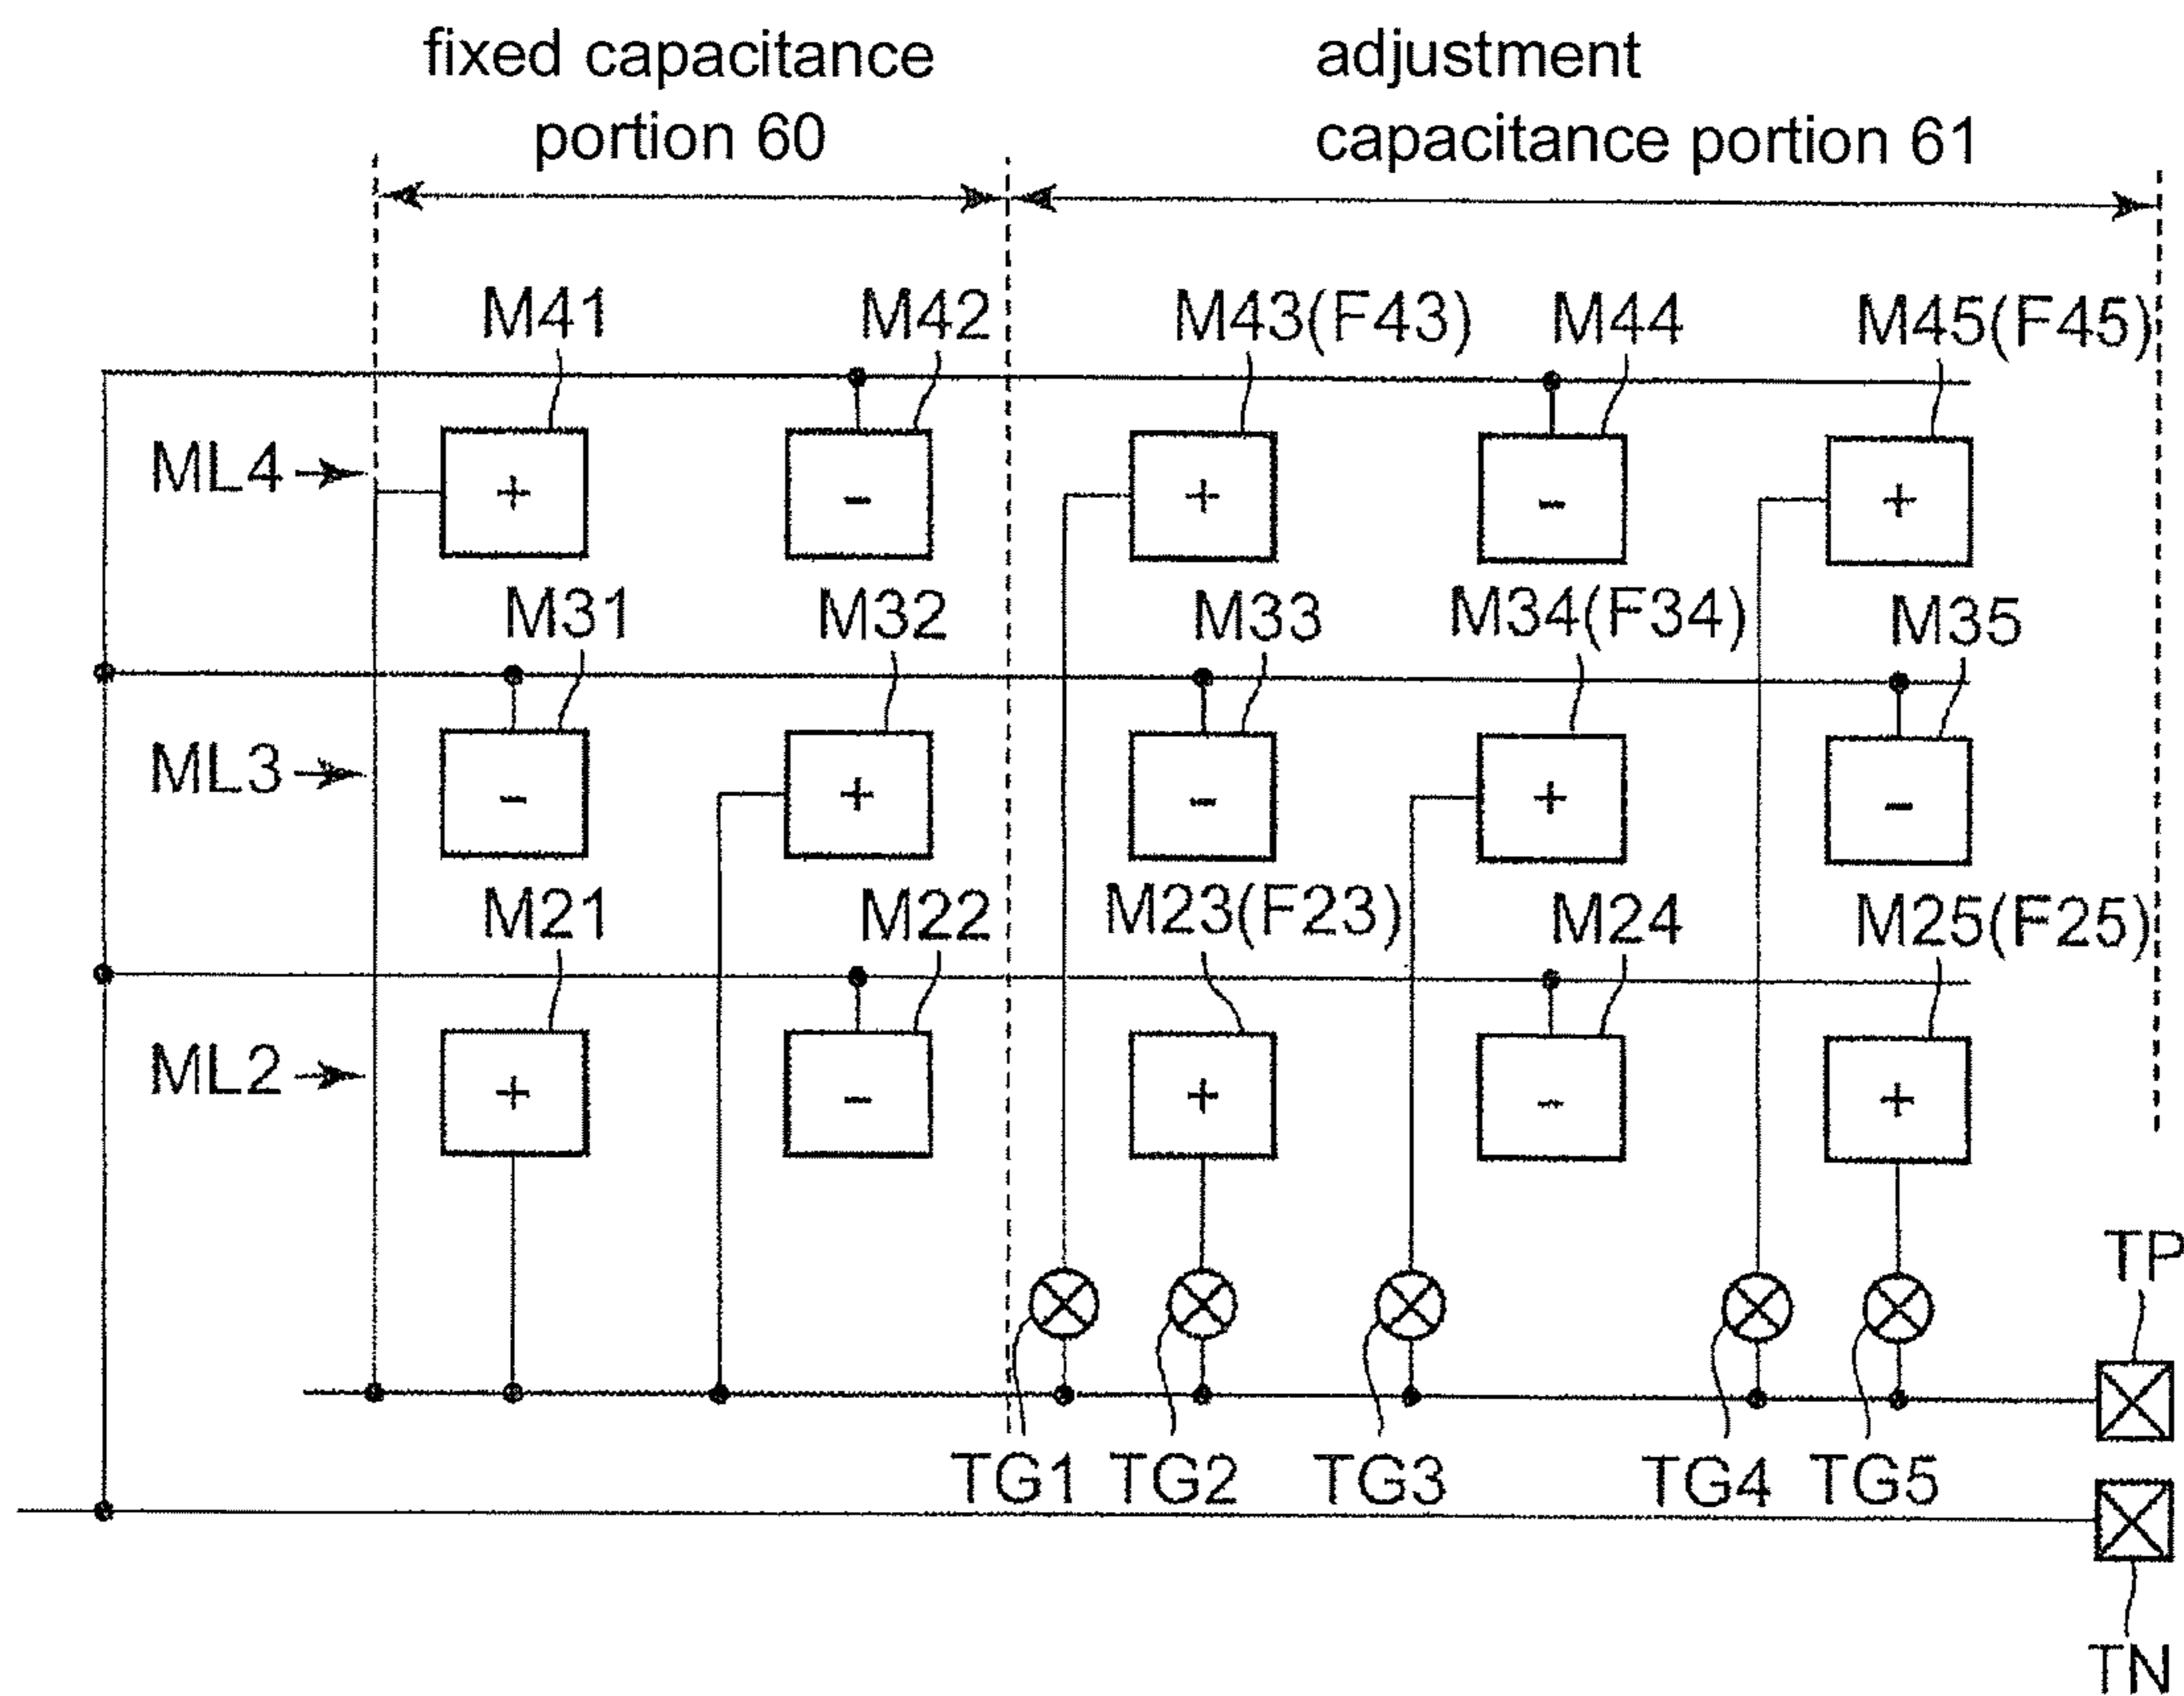 fixed capacitance
portion 60
adjustment
capacitance portion 61
M41 M42 M43(F43) M44 M45(F45)
ML4
+ - + - +
M31 M32 M33 M34(F34) M35
ML3
- + - + -
M21 M22 M23(F23) M24 M25(F25)
ML2
+ - + - +
TP
TG1 TG2 TG3 TG4 TG5
TN